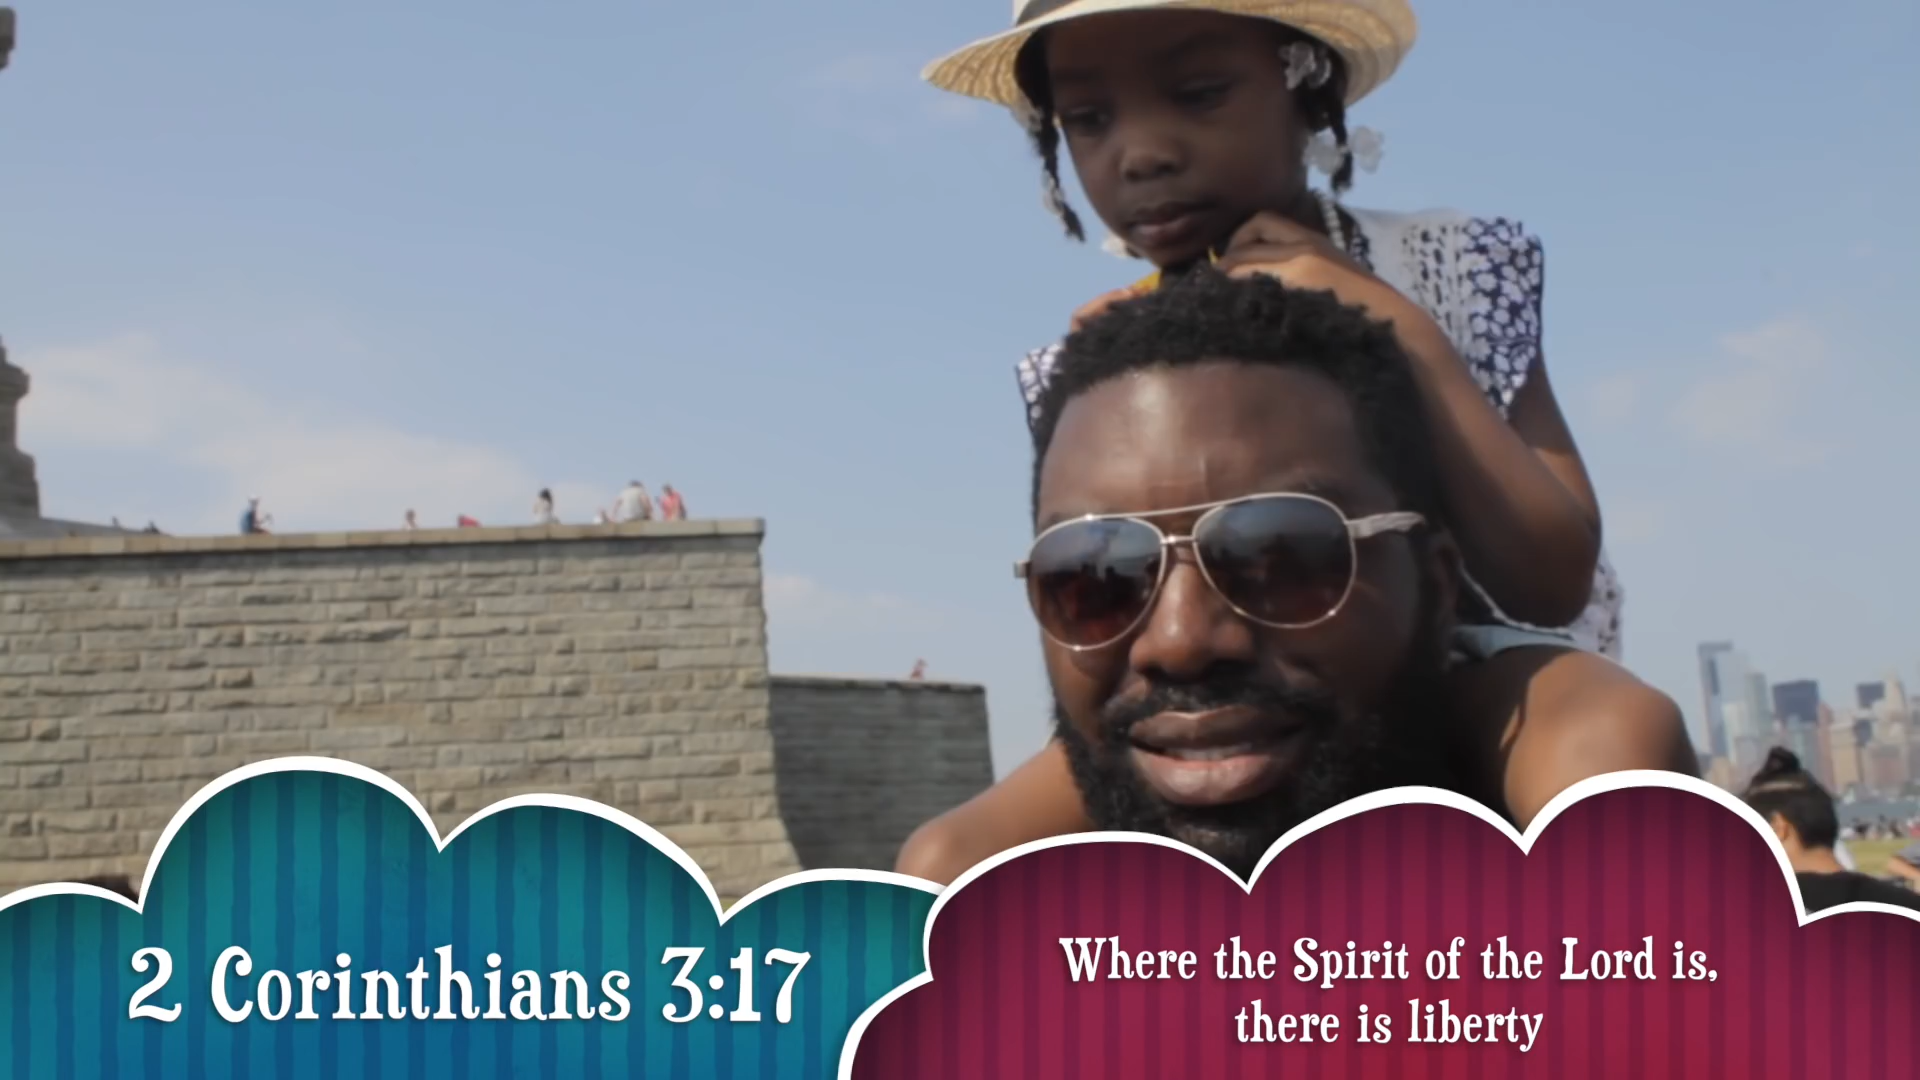 2 Corinthians 3:17
Where the Spirit of the Lord is,
there is liberty